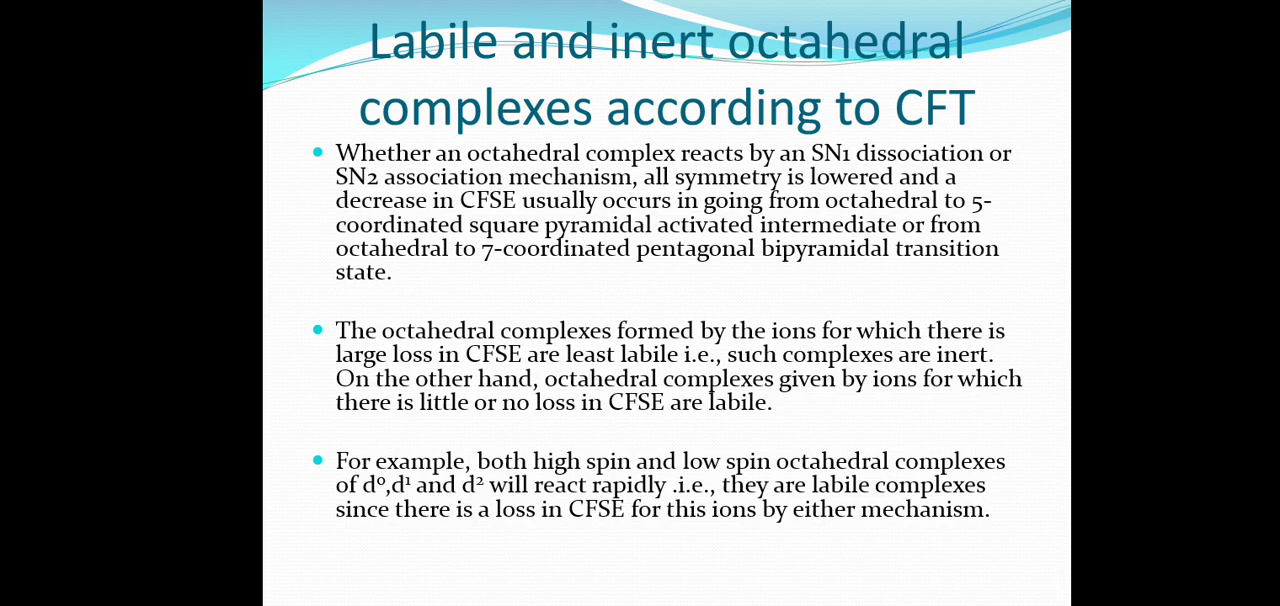 Labile and inert octahedral
complexes according to CFT
• Whether an octahedral complex reacts by an SN1 dissociation or
SN2 association mechanism, all symmetry is lowered and a
decrease in CFSE usually occurs in going from octahedral to 5-
coordinated square pyramidal activated intermediate or from
octahedral to 7-coordinated pentagonal bipyramidal transition
state.
• The octahedral complexes formed by the ions for which there is
large loss in CFSE are least labile i.e., such complexes are inert.
On the other hand, octahedral complexes given by ions for which
there is little or no loss in CFSE are labile.
• For example, both high spin and low spin octahedral complexes
of d⁰,d¹ and d² will react rapidly .i.e., they are labile complexes
since there is a loss in CFSE for this ions by either mechanism.